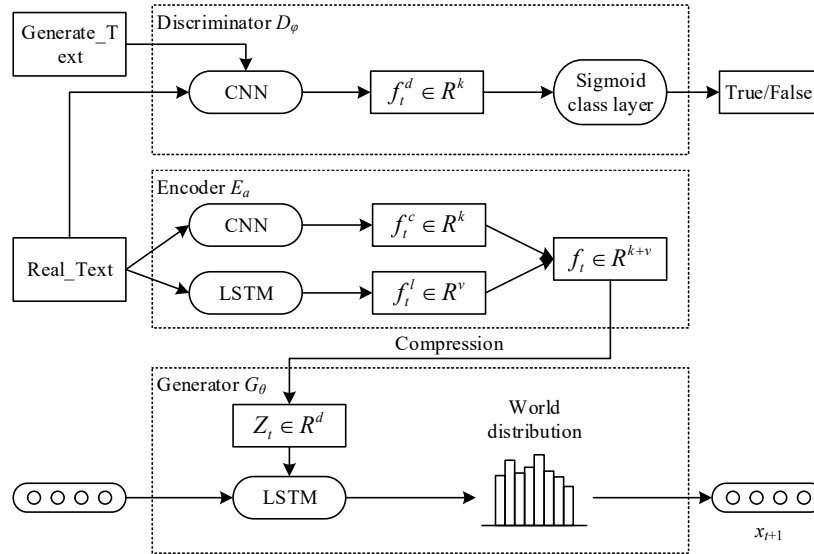 Discriminator Dφ
Generate_T
ext
CNN
f_t^d ∈ R^k
Sigmoid
class layer
True/False
Encoder E_a
Real_Text
CNN
f_t^c ∈ R^k
LSTM
f_t^l ∈ R^v
f_t ∈ R^{k+v}
Compression
Generator G_θ
Z_t ∈ R^d
World
distribution
LSTM
x_{t+1}